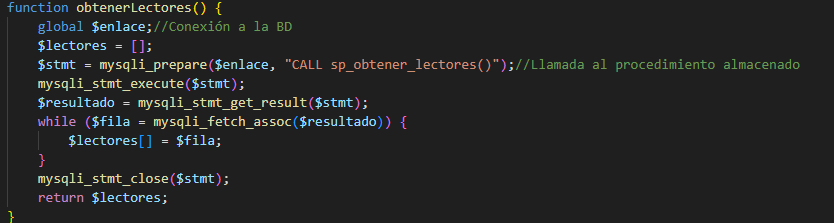 function obtenerLectores() {
    global $enlace;//Conexión a la BD
    $lectores = [];
    $stmt = mysqli_prepare($enlace, "CALL sp_obtener_lectores()");//Llamada al procedimiento almacenado
    mysqli_stmt_execute($stmt);
    $resultado = mysqli_stmt_get_result($stmt);
    while ($fila = mysqli_fetch_assoc($resultado)) {
        $lectores[] = $fila;
    }
    mysqli_stmt_close($stmt);
    return $lectores;
}